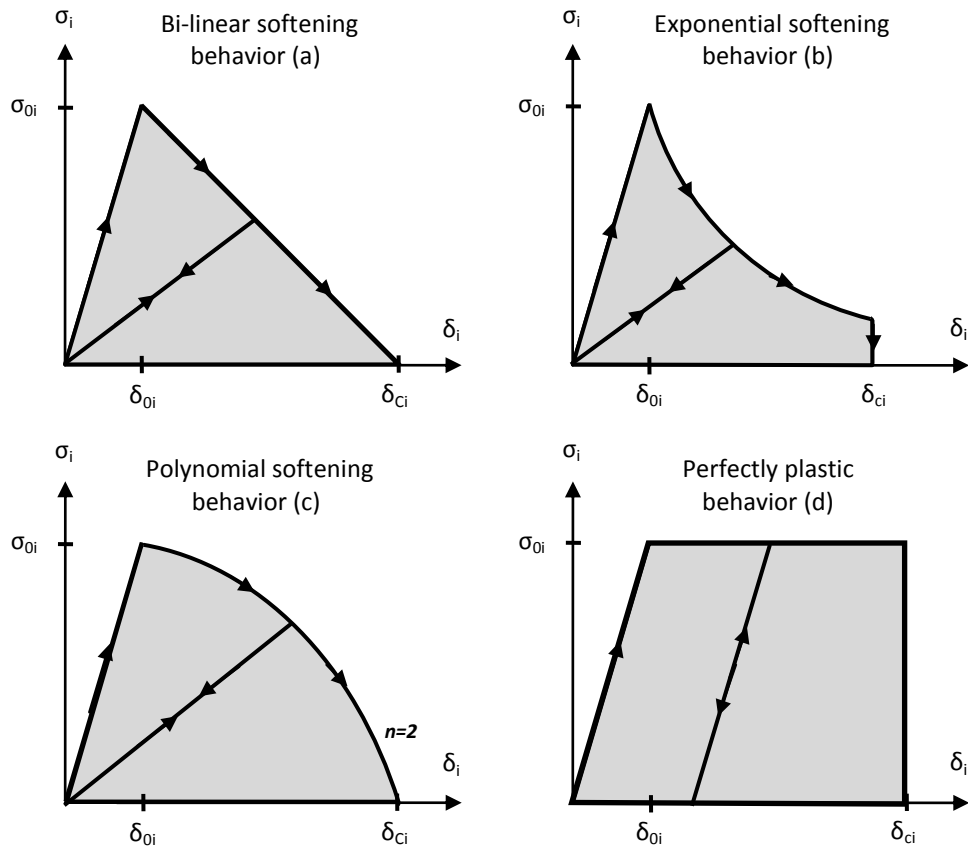 Bi-linear softening
behavior (a)
σi
σ0i
δi
δ0i
δCi
Exponential softening
behavior (b)
σi
σ0i
δi
δ0i
δci
Polynomial softening
behavior (c)
σi
σ0i
n=2
δi
δ0i
δCi
Perfectly plastic
behavior (d)
σi
σ0i
δi
δ0i
δci